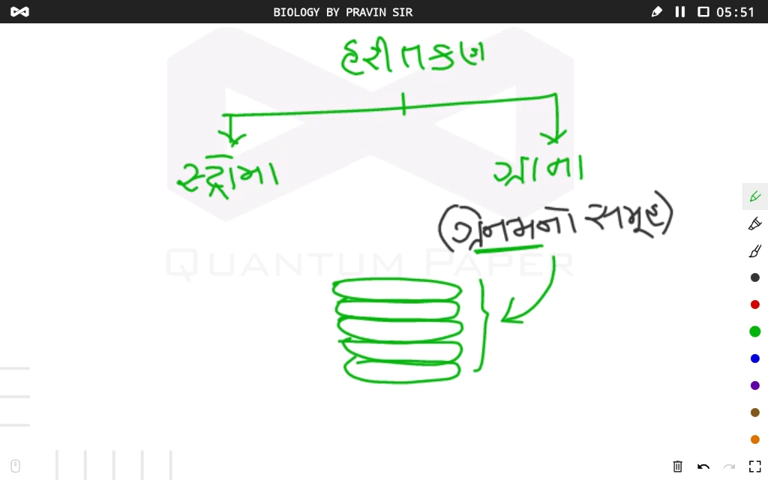 BIOLOGY BY PRAVIN SIR
05:51
હરીતકણ
સ્ટ્રોમા
ગ્રાના
(ગ્રેનમનો સમૂહ)
QUANTUM PAPER